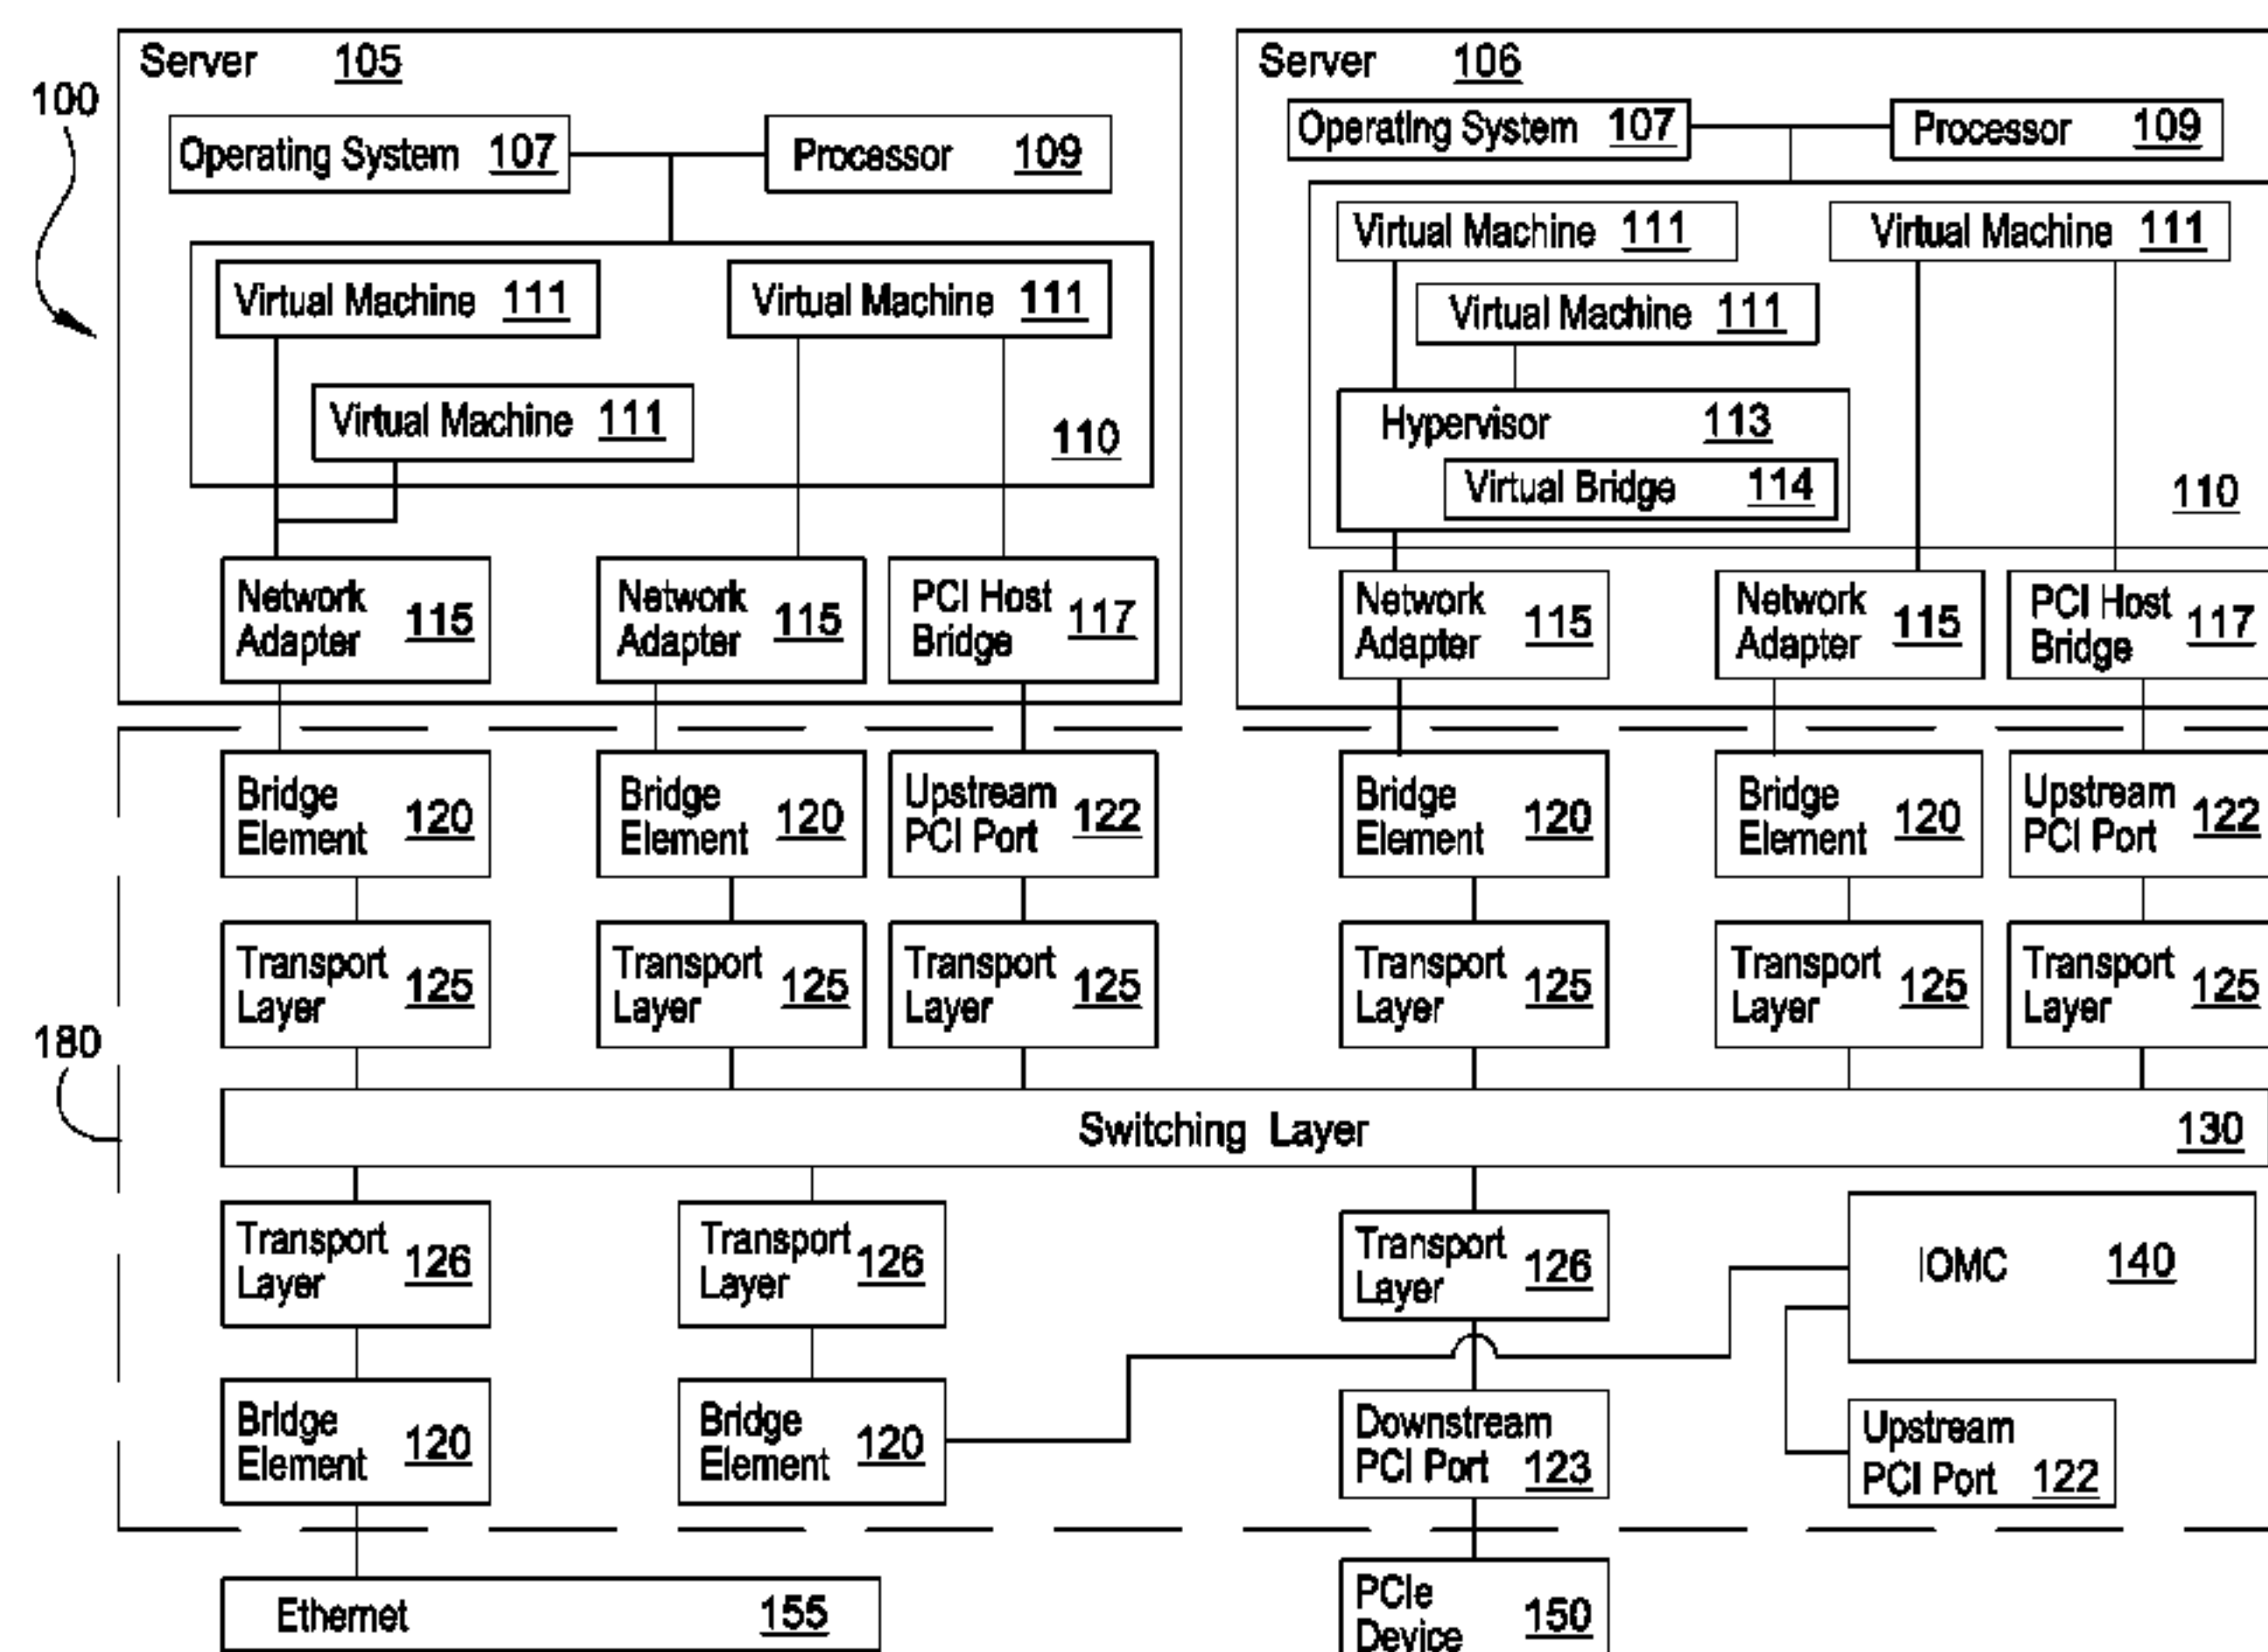 100
Server 105
Operating System 107
Processor 109
Virtual Machine 111
Virtual Machine 111
Virtual Machine 111
110
Network
Adapter 115
Network
Adapter 115
PCI Host
Bridge 117
Server 106
Operating System 107
Processor 109
Virtual Machine 111
Virtual Machine 111
Virtual Machine 111
Hypervisor 113
Virtual Bridge 114
110
Network
Adapter 115
Network
Adapter 115
PCI Host
Bridge 117
180
Bridge
Element 120
Bridge
Element 120
Upstream
PCI Port 122
Bridge
Element 120
Bridge
Element 120
Upstream
PCI Port 122
Transport
Layer 125
Transport
Layer 125
Transport
Layer 125
Transport
Layer 125
Transport
Layer 125
Transport
Layer 125
Switching Layer 130
Transport
Layer 126
Transport
Layer 126
Transport
Layer 126
IOMC 140
Bridge
Element 120
Bridge
Element 120
Downstream
PCI Port 123
Upstream
PCI Port 122
Ethernet 155
PCIe
Device 150